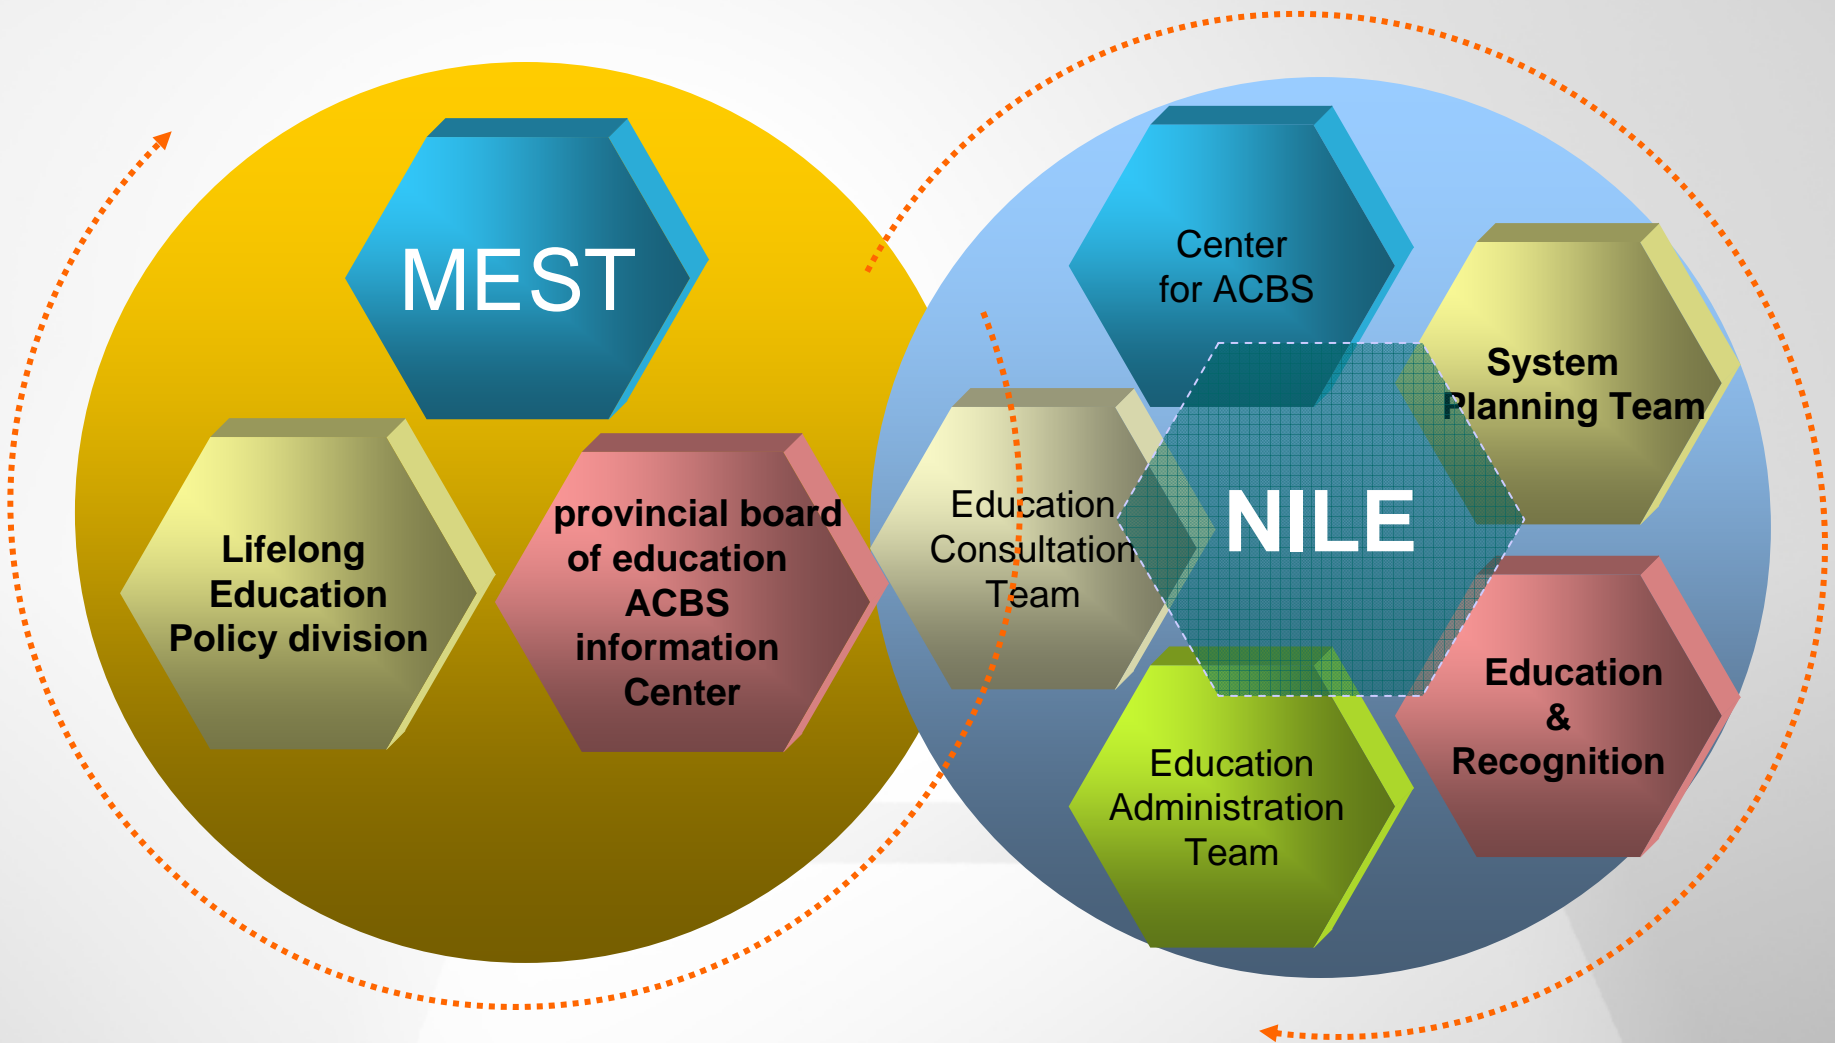 MEST
Lifelong
Education
Policy division
provincial board
of education
ACBS
information
Center
Center
for ACBS
System
Planning Team
Education
Consultation
Team
NILE
Education
&
Recognition
Education
Administration
Team